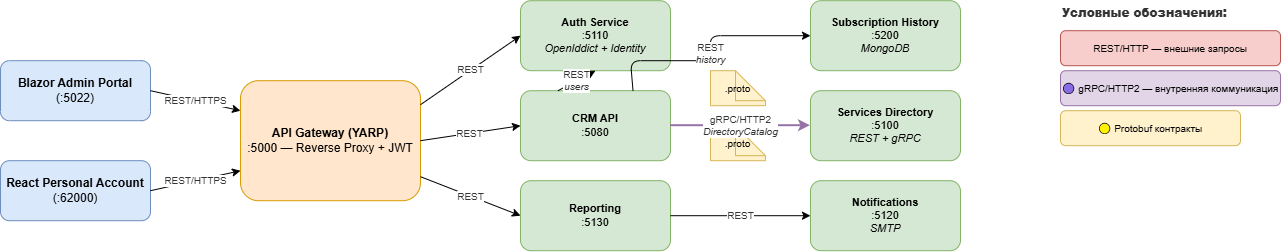 Blazor Admin Portal
(:5022)
React Personal Account
(:62000)
REST/HTTPS
REST/HTTPS
API Gateway (YARP)
:5000 — Reverse Proxy + JWT
REST
REST
REST
Auth Service
:5110
OpenIddict + Identity
REST
users
CRM API
:5080
Reporting
:5130
REST
history
.proto
gRPC/HTTP2
DirectoryCatalog
.proto
REST
Subscription History
:5200
MongoDB
Services Directory
:5100
REST + gRPC
Notifications
:5120
SMTP
Условные обозначения:
REST/HTTP — внешние запросы
gRPC/HTTP2 — внутренняя коммуникация
Protobuf контракты